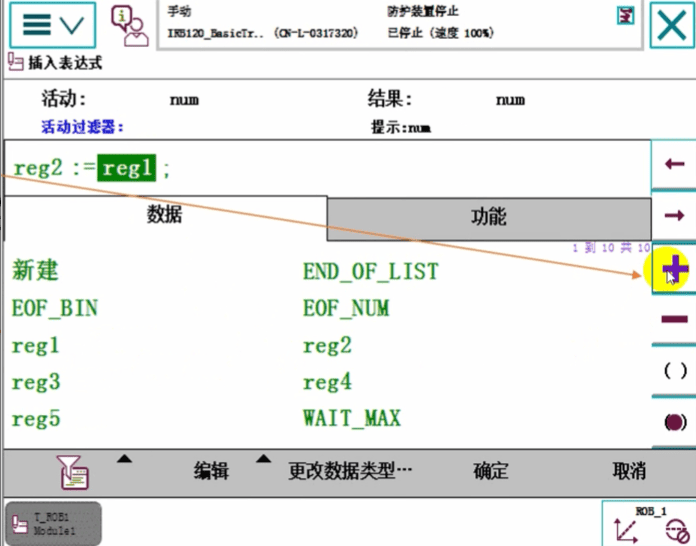 手动
防护装置停止
IRB120_BasicTr.. (CN-L-0317320)
已停止 (速度 100%)
插入表达式
活动: num 结果: num
活动过滤器: 提示:num
reg2 := reg1 ;
数据 功能
1 到 10 共 10
新建 END_OF_LIST
EOF_BIN EOF_NUM
reg1 reg2
reg3 reg4
reg5 WAIT_MAX
( )
编辑 更改数据类型… 确定 取消
T_ROB1
Module1
ROB_1